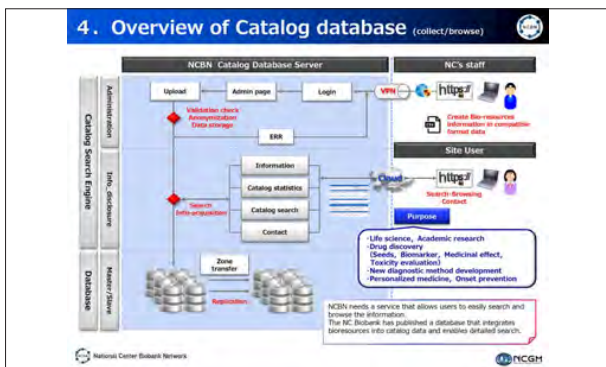 4. Overview of Catalog database (collect/browse)
NCBN Catalog Database Server
NC's staff
Catalog Search Engine
Administration
Upload
Admin page
Login
VPN
https://
Validation check
Anonymization
Data storage
ERR
Create Bio-resources
information in compatible
format data
Site User
Info_disclosure
Information
Catalog statistics
Catalog search
Contact
Search
Info-acquisition
Cloud
https://
Search·Browsing
Contact
Purpose
・Life science, Academic research
・Drug discovery
(Seeds, Biomarker, Medicinal effect,
Toxicity evaluation)
・New diagnostic method development
・Personalized medicine, Onset prevention
Database
Master/Slave
Zone
transfer
Replication
NCBN needs a service that allows users to easily search and
browse the information.
The NC Biobank has published a database that integrates
bioresources into catalog data and enables detailed search.
National Center Biobank Network
NCGM